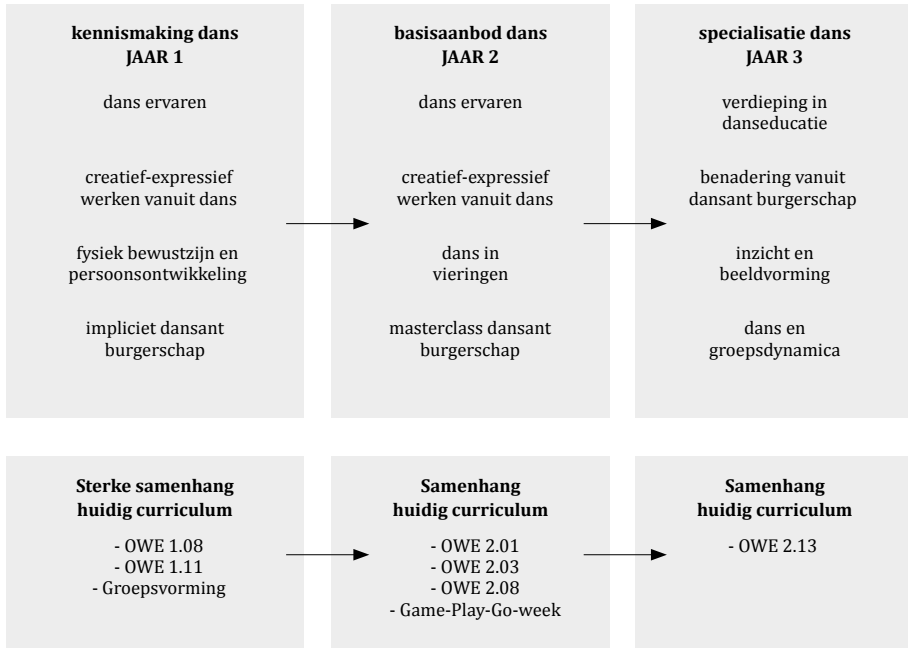 kennismaking dans
JAAR 1
dans ervaren
creatief-expressief
werken vanuit dans
fysiek bewustzijn en
persoonsontwikkeling
impliciet dansant
burgerschap
basisaanbod dans
JAAR 2
dans ervaren
creatief-expressief
werken vanuit dans
dans in
vieringen
masterclass dansant
burgerschap
specialisatie dans
JAAR 3
verdieping in
danseducatie
benadering vanuit
dansant burgerschap
inzicht en
beeldvorming
dans en
groepsdynamica
Sterke samenhang
huidig curriculum
- OWE 1.08
- OWE 1.11
- Groepsvorming
Samenhang
huidig curriculum
- OWE 2.01
- OWE 2.03
- OWE 2.08
- Game-Play-Go-week
Samenhang
huidig curriculum
- OWE 2.13